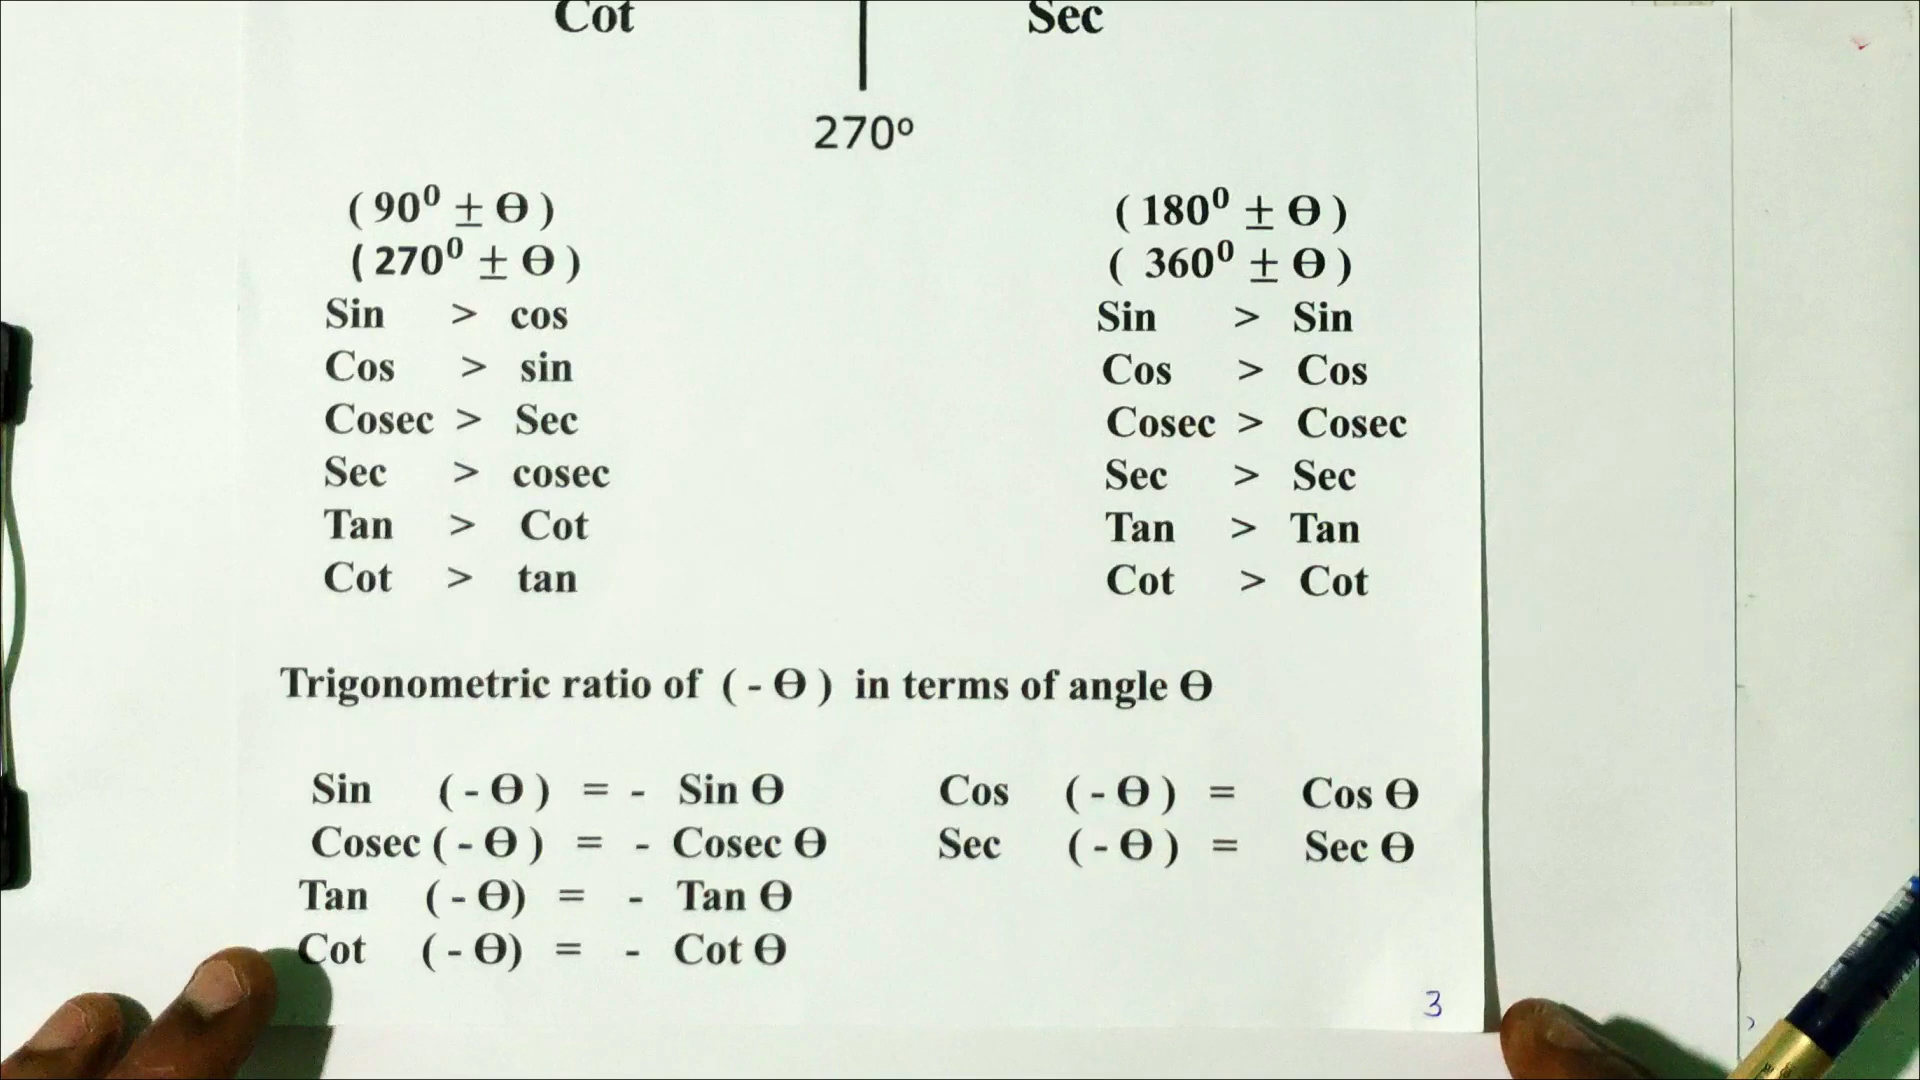 Cot Sec
270⁰
( 90⁰ ± Ɵ ) ( 180⁰ ± Ɵ )
( 270⁰ ± Ɵ ) ( 360⁰ ± Ɵ )
Sin > cos Sin > Sin
Cos > sin Cos > Cos
Cosec > Sec Cosec > Cosec
Sec > cosec Sec > Sec
Tan > Cot Tan > Tan
Cot > tan Cot > Cot
Trigonometric ratio of ( - Ɵ ) in terms of angle Ɵ
Sin ( - Ɵ ) = - Sin Ɵ Cos ( - Ɵ ) = Cos Ɵ
Cosec ( - Ɵ ) = - Cosec Ɵ Sec ( - Ɵ ) = Sec Ɵ
Tan ( - Ɵ) = - Tan Ɵ
Cot ( - Ɵ) = - Cot Ɵ
3